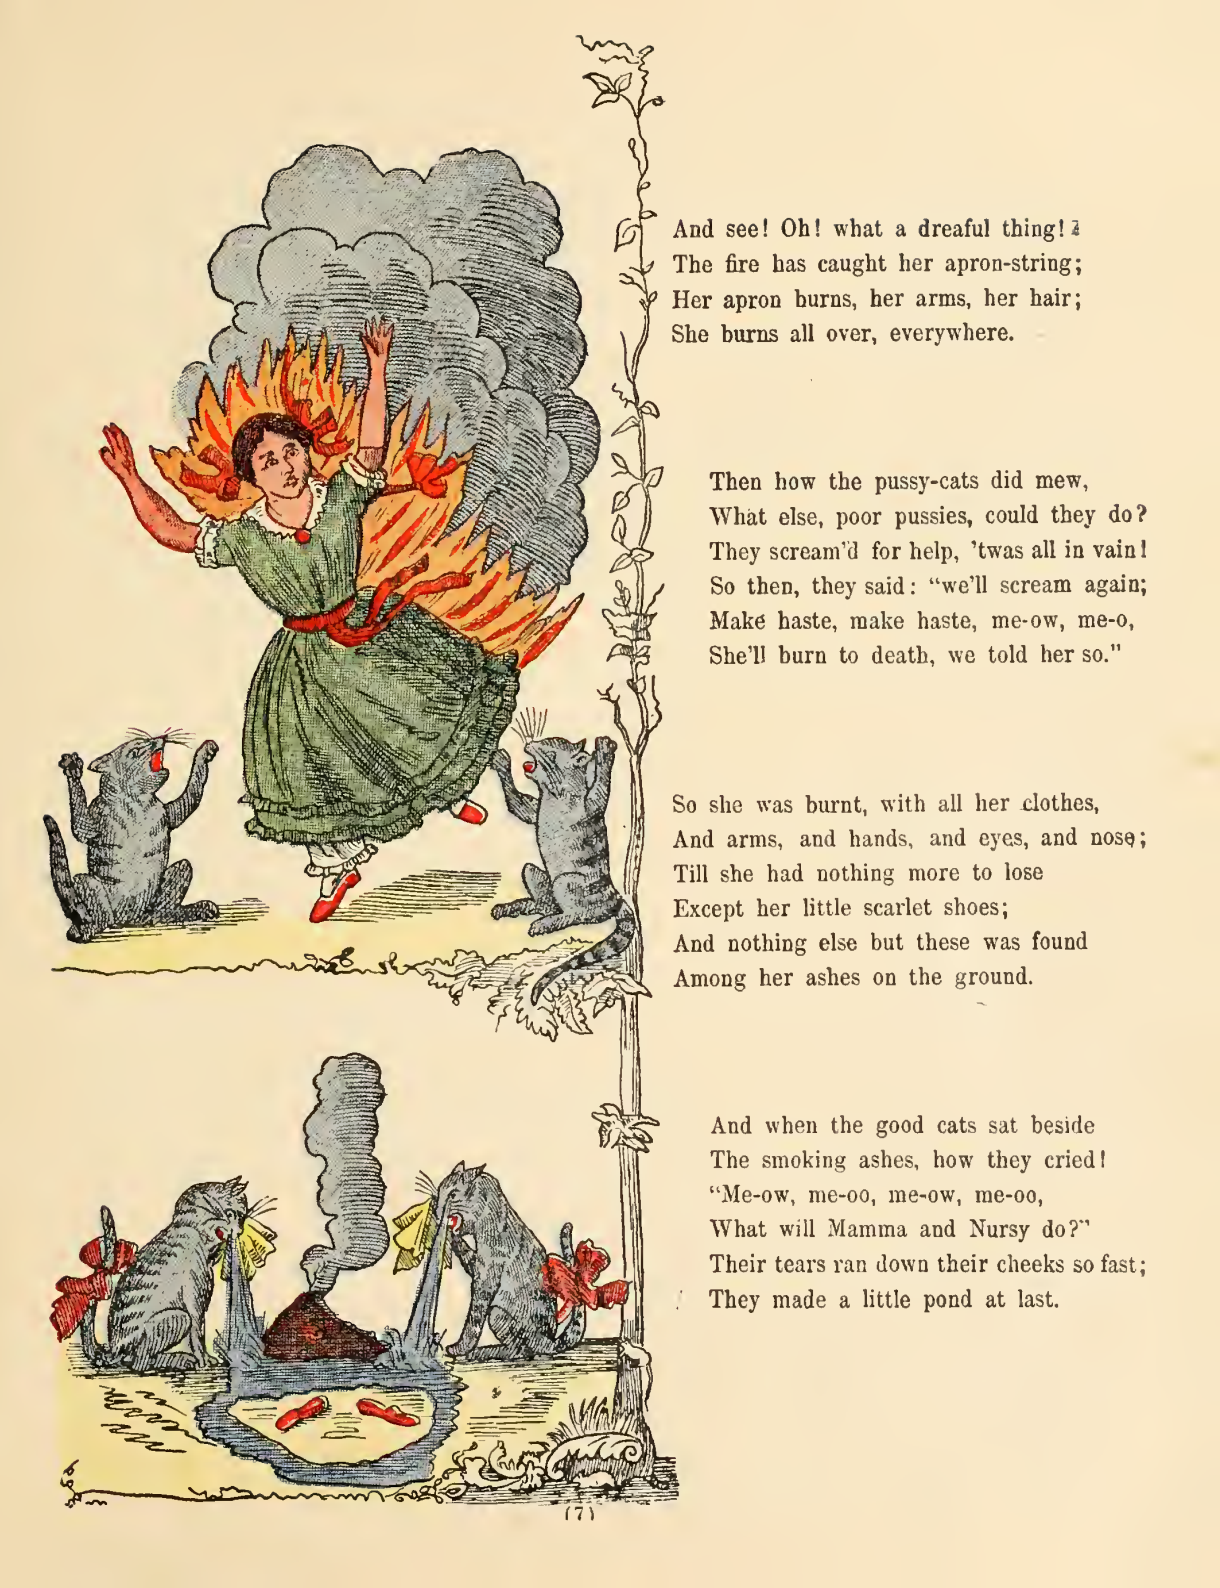 And see! Oh! what a dreaful thing!
The fire has caught her apron-string;
Her apron burns, her arms, her hair;
She burns all over, everywhere.
Then how the pussy-cats did mew,
What else, poor pussies, could they do?
They scream'd for help, 'twas all in vain!
So then, they said: "we'll scream again;
Make haste, make haste, me-ow, me-o,
She'll burn to death, we told her so."
So she was burnt, with all her clothes,
And arms, and hands, and eyes, and nose;
Till she had nothing more to lose
Except her little scarlet shoes;
And nothing else but these was found
Among her ashes on the ground.
And when the good cats sat beside
The smoking ashes, how they cried!
"Me-ow, me-oo, me-ow, me-oo,
What will Mamma and Nursy do?"
Their tears ran down their cheeks so fast;
They made a little pond at last.
(7)